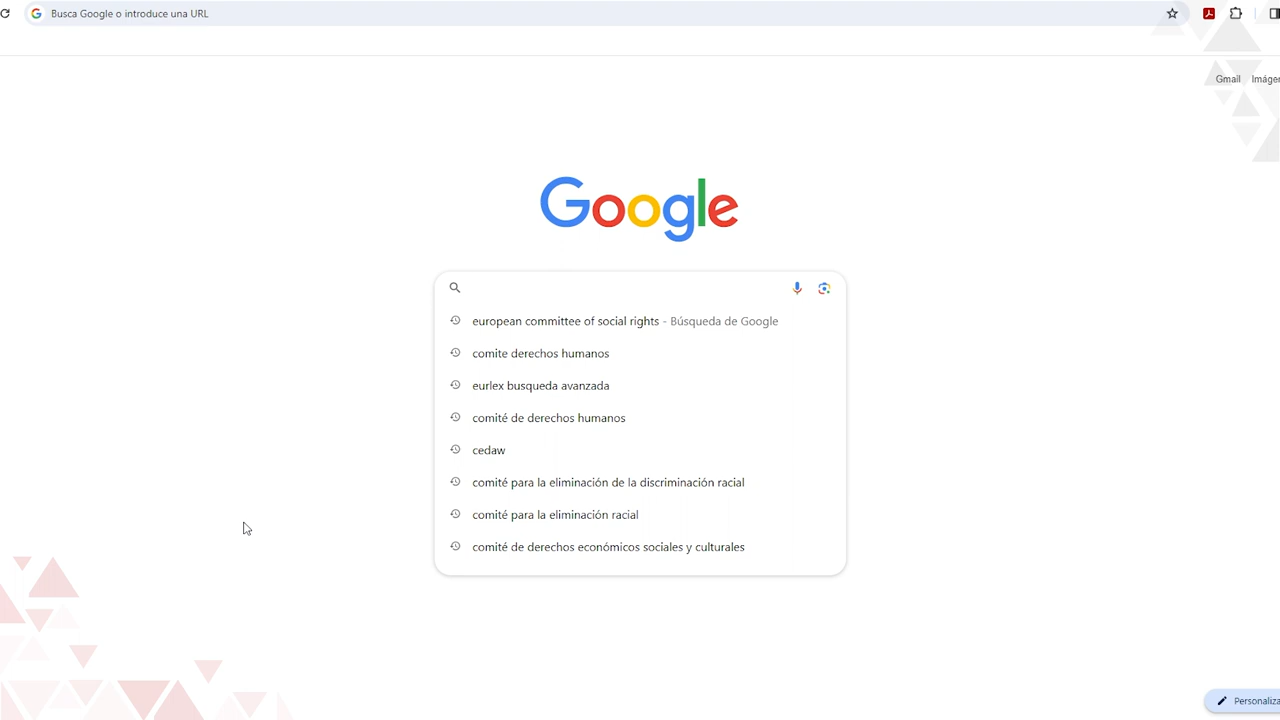 Busca Google o introduce una URL
Gmail
Google
european committee of social rights - Búsqueda de Google
comite derechos humanos
eurlex busqueda avanzada
comité de derechos humanos
cedaw
comité para la eliminación de la discriminación racial
comité para la eliminación racial
comité de derechos económicos sociales y culturales